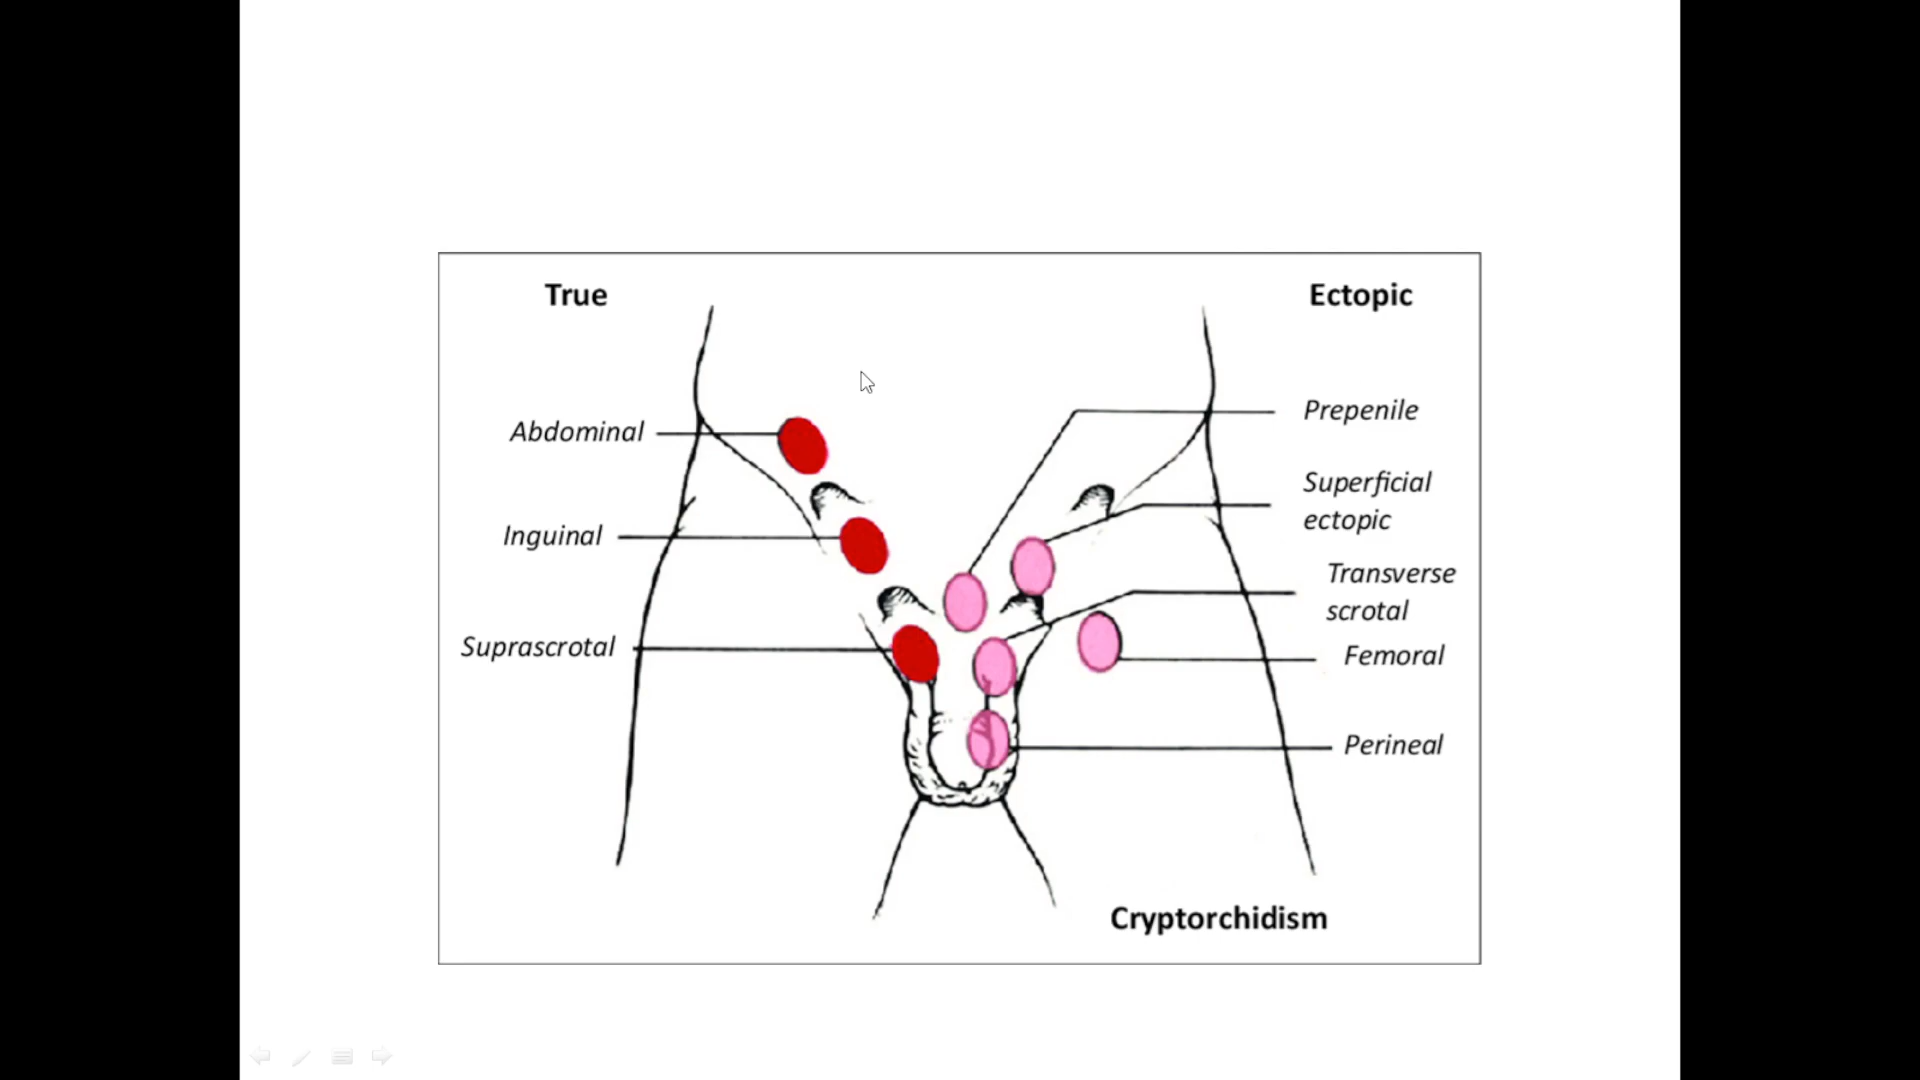 True
Ectopic
Abdominal
Inguinal
Suprascrotal
Prepenile
Superficial
ectopic
Transverse
scrotal
Femoral
Perineal
Cryptorchidism